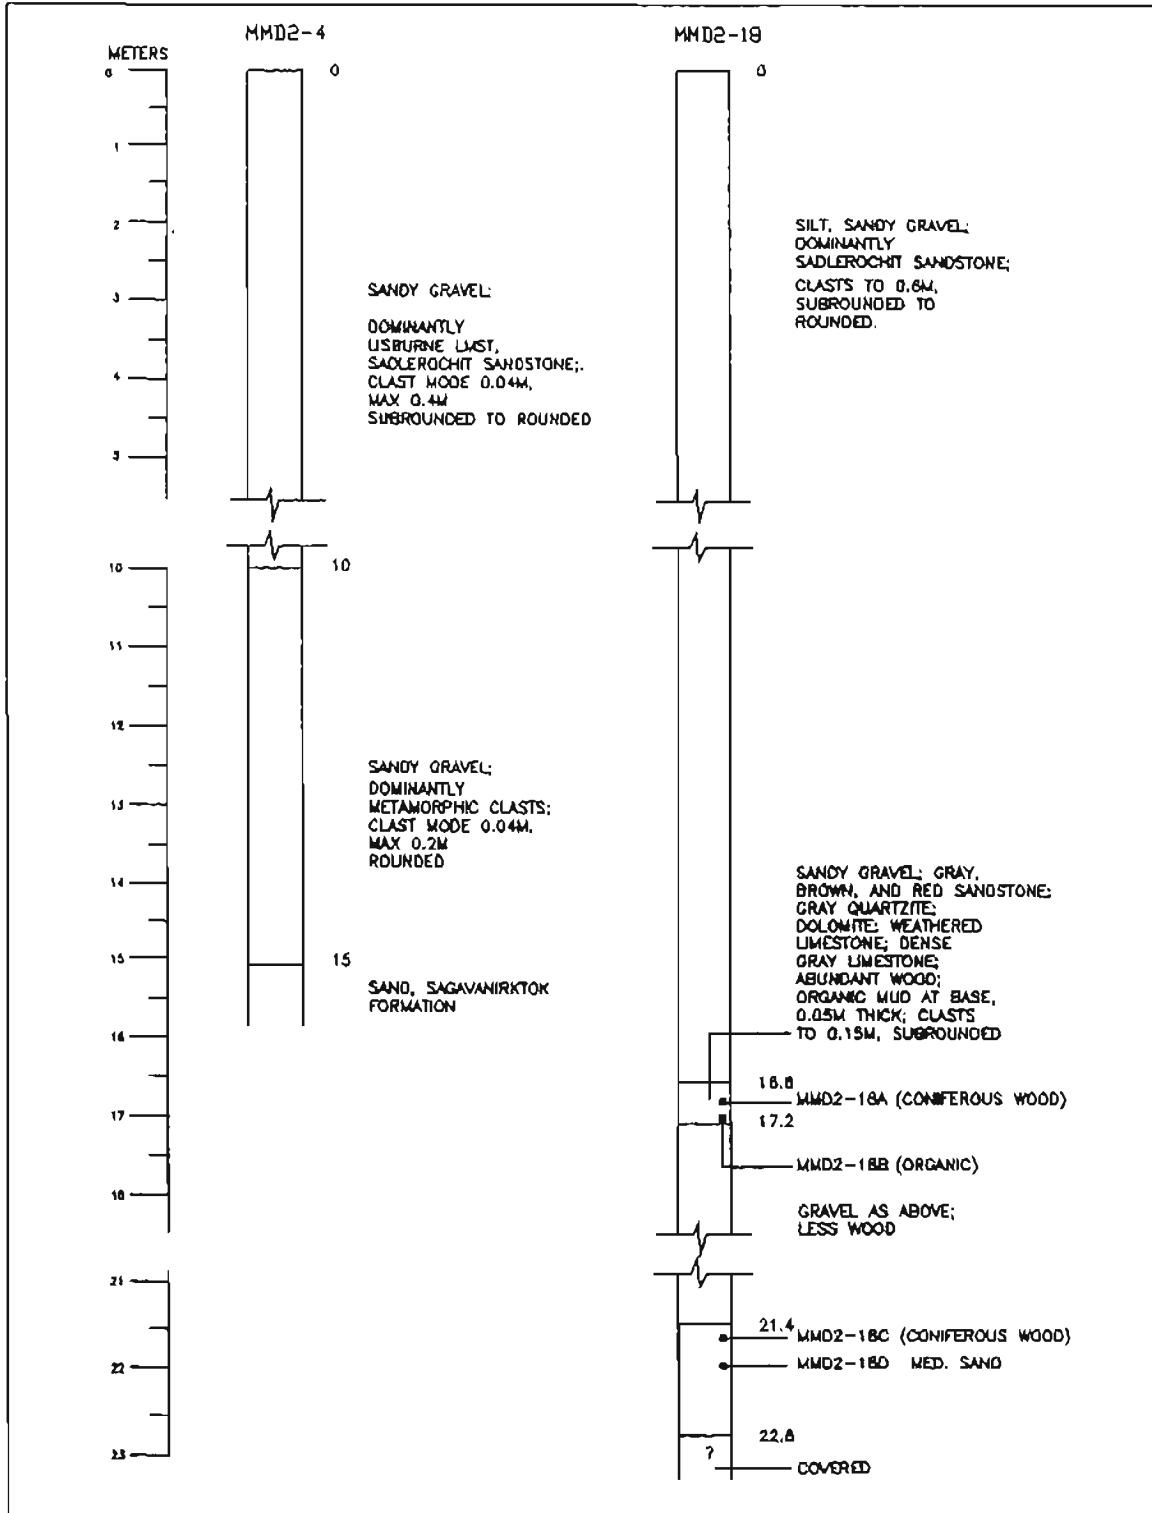 MMD2-4
MMD2-18
METERS
0
1
2
3
4
5
10
11
12
13
14
15
16
17
18
21
22
23
0
SANDY GRAVEL;
DOMINANTLY
LISBURNE LMST,
SADLEROCHIT SANDSTONE;.
CLAST MODE 0.04M,
MAX 0.4M
SUBROUNDED TO ROUNDED
10
SANDY GRAVEL;
DOMINANTLY
METAMORPHIC CLASTS;
CLAST MODE 0.04M,
MAX 0.2M
ROUNDED
15
SAND, SAGAVANIRKTOK
FORMATION
0
SILT, SANDY GRAVEL;
DOMINANTLY
SADLEROCHIT SANDSTONE;
CLASTS TO 0.6M,
SUBROUNDED TO
ROUNDED.
SANDY GRAVEL; GRAY,
BROWN, AND RED SANDSTONE;
GRAY QUARTZITE;
DOLOMITE; WEATHERED
LIMESTONE; DENSE
GRAY LIMESTONE;
ABUNDANT WOOD;
ORGANIC MUD AT BASE,
0.05M THICK; CLASTS
TO 0.15M, SUBROUNDED
16.6
MMD2-18A (CONIFEROUS WOOD)
17.2
MMD2-18B (ORGANIC)
GRAVEL AS ABOVE;
LESS WOOD
21.4
MMD2-18C (CONIFEROUS WOOD)
MMD2-18D MED. SAND
22.8
?
COVERED